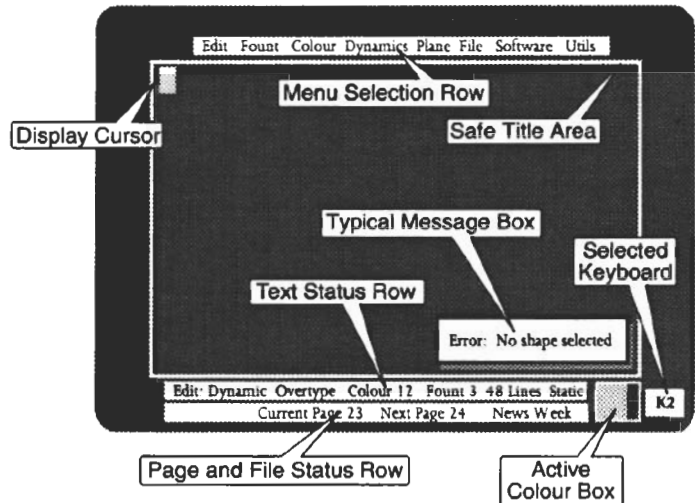 Edit Fount Colour Dynamics Plane File Software Utils
Menu Selection Row
Display Cursor
Safe Title Area
Typical Message Box
Selected
Keyboard
Text Status Row
Error: No shape selected
Edit: Dynamic Overtype Colour 12 Fount 3 48 Lines Static
K2
Current Page 23 Next Page 24 News Week
Page and File Status Row
Active
Colour Box